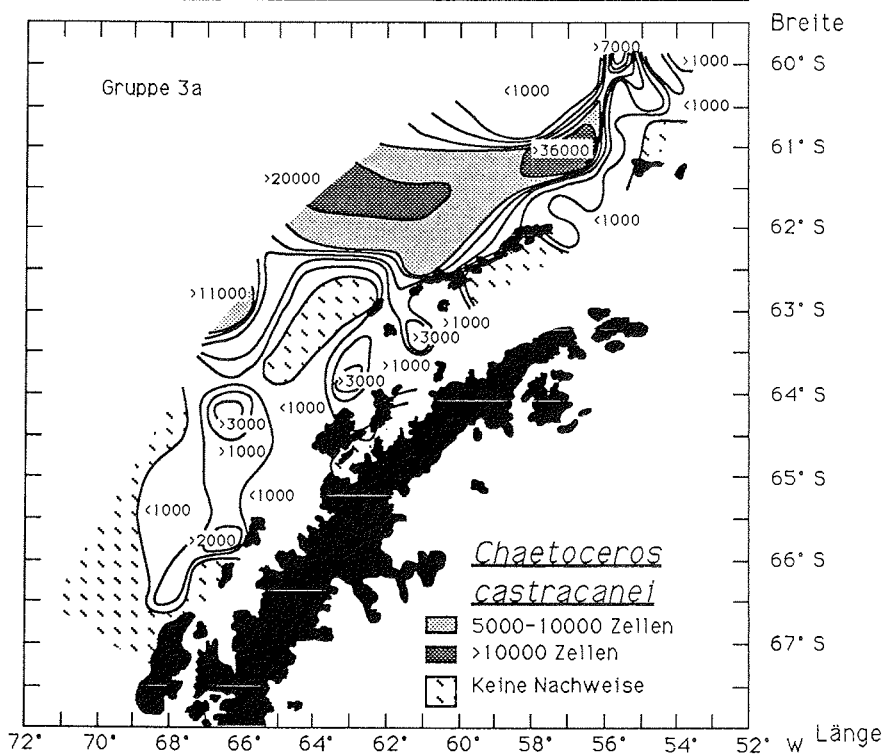 Breite
>7000
>1000
60° S
Gruppe 3a
<1000
<1000
>36000
61° S
>20000
<1000
62° S
>11000
63° S
>1000
>3000
>1000
>3000
64° S
<1000
>3000
>1000
65° S
<1000
<1000
>2000
Chaetoceros
castracanei
66° S
5000-10000 Zellen
>10000 Zellen
67° S
Keine Nachweise
72° 70° 68° 66° 64° 62° 60° 58° 56° 54° 52° W Länge